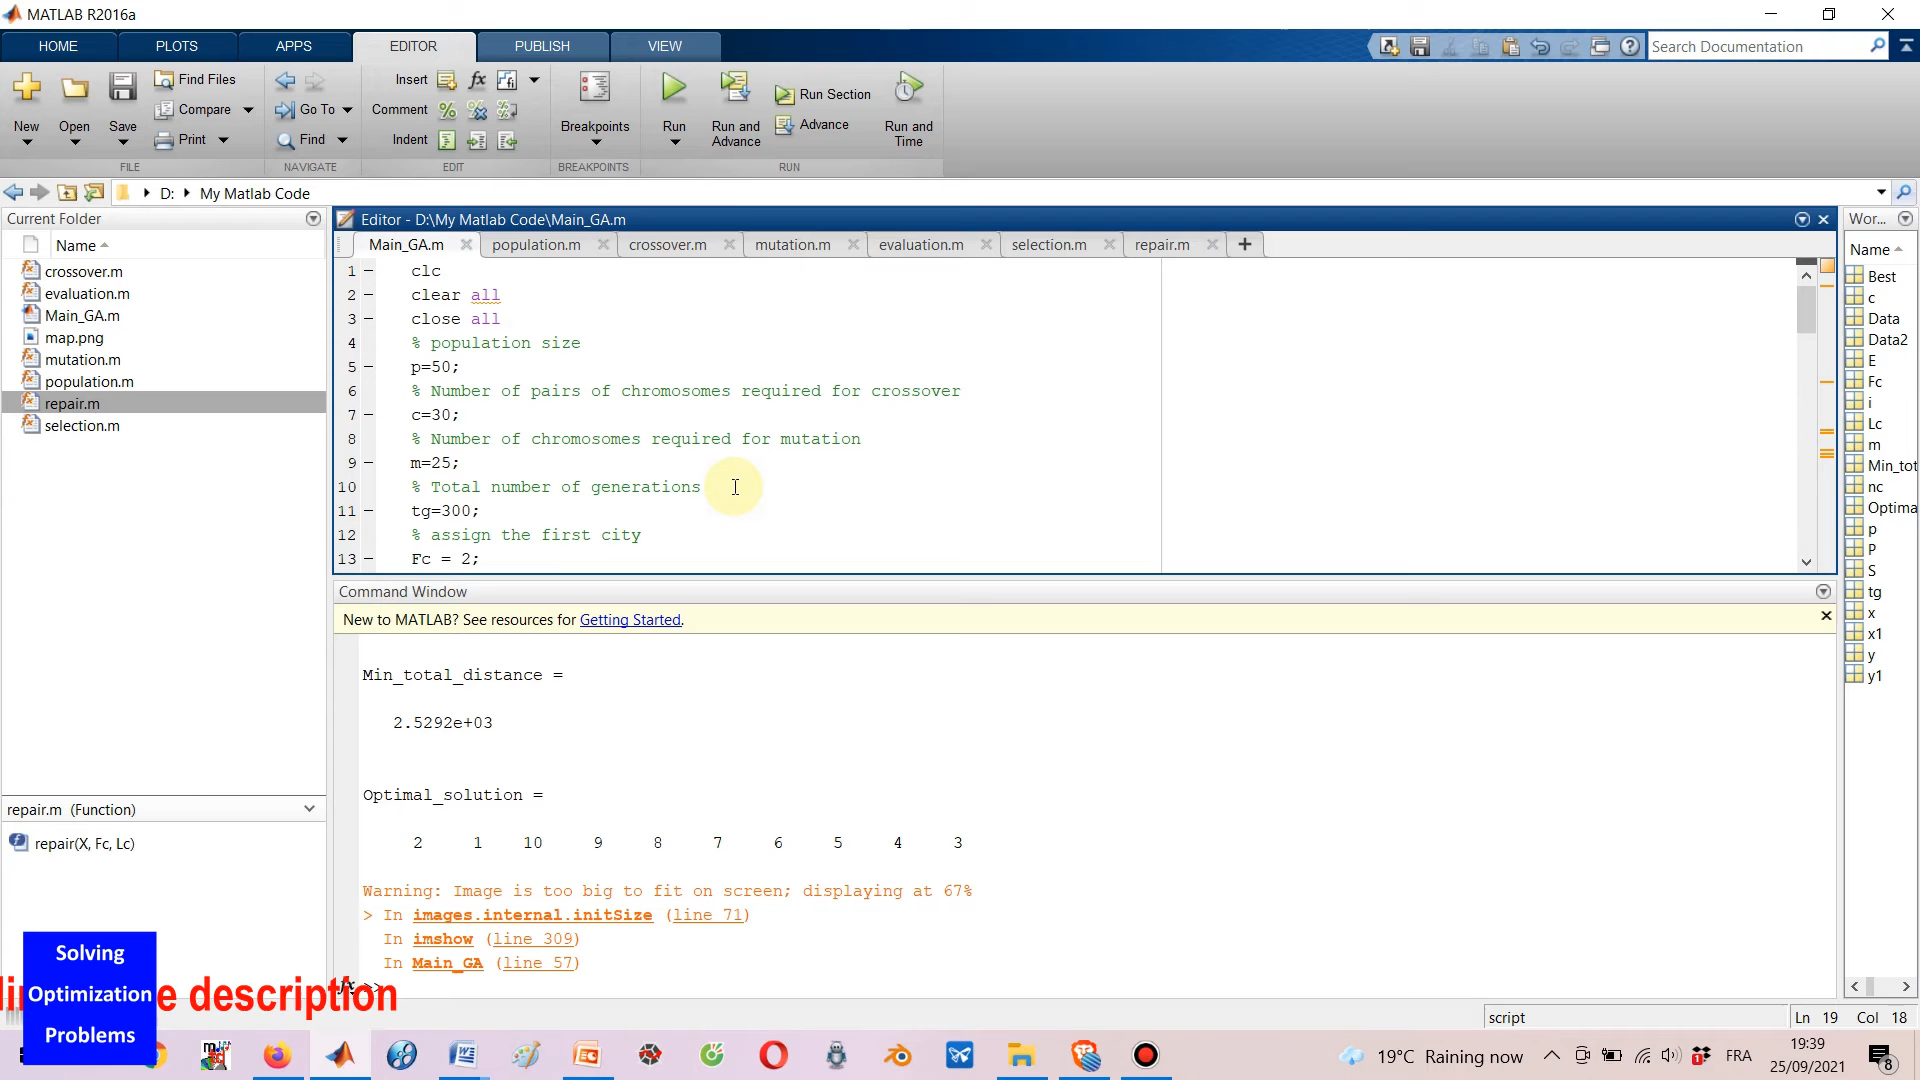 MATLAB R2016a
HOME PLOTS APPS EDITOR PUBLISH VIEW
Search Documentation
New Open Save
Find Files
Compare
Print
FILE
Go To
Find
NAVIGATE
Insert fx
Comment
Indent
EDIT
Breakpoints
BREAKPOINTS
Run
Run and Advance
Run Section
Advance
Run and Time
RUN
D: My Matlab Code
Current Folder
Name
crossover.m
evaluation.m
Main_GA.m
map.png
mutation.m
population.m
repair.m
selection.m
repair.m (Function)
repair(X, Fc, Lc)
Editor - D:\My Matlab Code\Main_GA.m
Main_GA.m population.m crossover.m mutation.m evaluation.m selection.m repair.m
1 clc
2 clear all
3 close all
4 % population size
5 p=50;
6 % Number of pairs of chromosomes required for crossover
7 c=30;
8 % Number of chromosomes required for mutation
9 m=25;
10 % Total number of generations
11 tg=300;
12 % assign the first city
13 Fc = 2;
Command Window
New to MATLAB? See resources for Getting Started.
Min_total_distance =
2.5292e+03
Optimal_solution =
2 1 10 9 8 7 6 5 4 3
Warning: Image is too big to fit on screen; displaying at 67%
> In images.internal.initSize (line 71)
In imshow (line 309)
In Main_GA (line 57)
fx >>
Wor...
Name
Best
c
Data
Data2
E
Fc
i
Lc
m
Min_tot
nc
Optima
p
P
S
tg
x
x1
y
y1
script
Ln 19 Col 18
Solving
Optimization
Problems
e description
19°C Raining now
FRA
19:39
25/09/2021
8